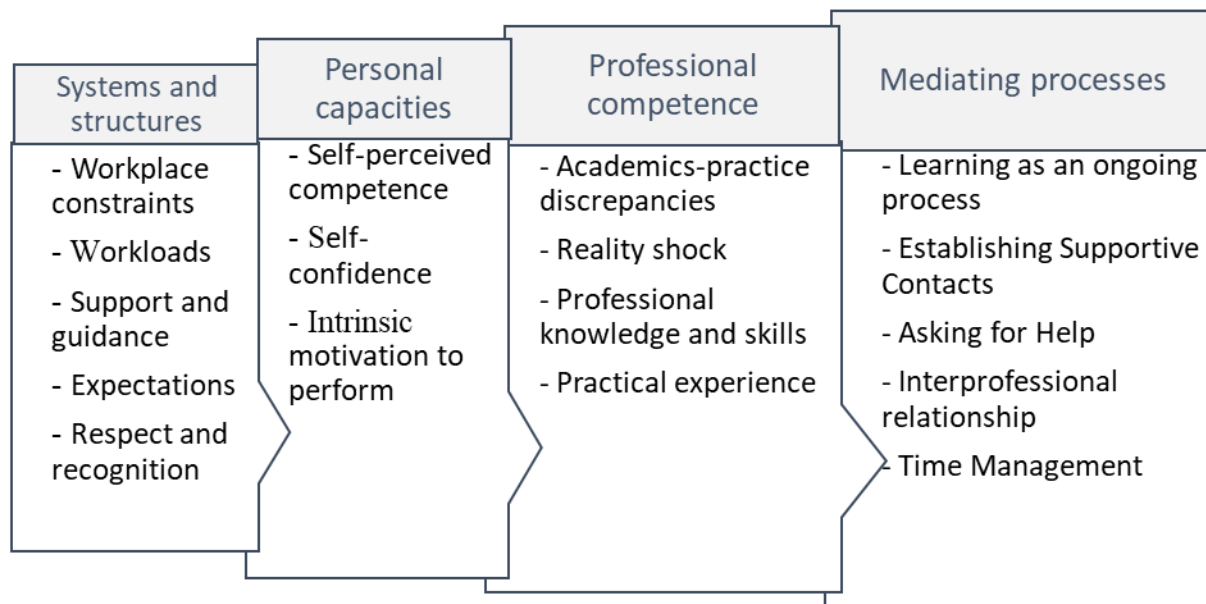 Systems and
structures
- Workplace
constraints
- Workloads
- Support and
guidance
- Expectations
- Respect and
recognition
Personal
capacities
- Self-perceived
competence
- Self-
confidence
- Intrinsic
motivation to
perform
Professional
competence
- Academics-practice
discrepancies
- Reality shock
- Professional
knowledge and skills
- Practical experience
Mediating processes
- Learning as an ongoing
process
- Establishing Supportive
Contacts
- Asking for Help
- Interprofessional
relationship
- Time Management